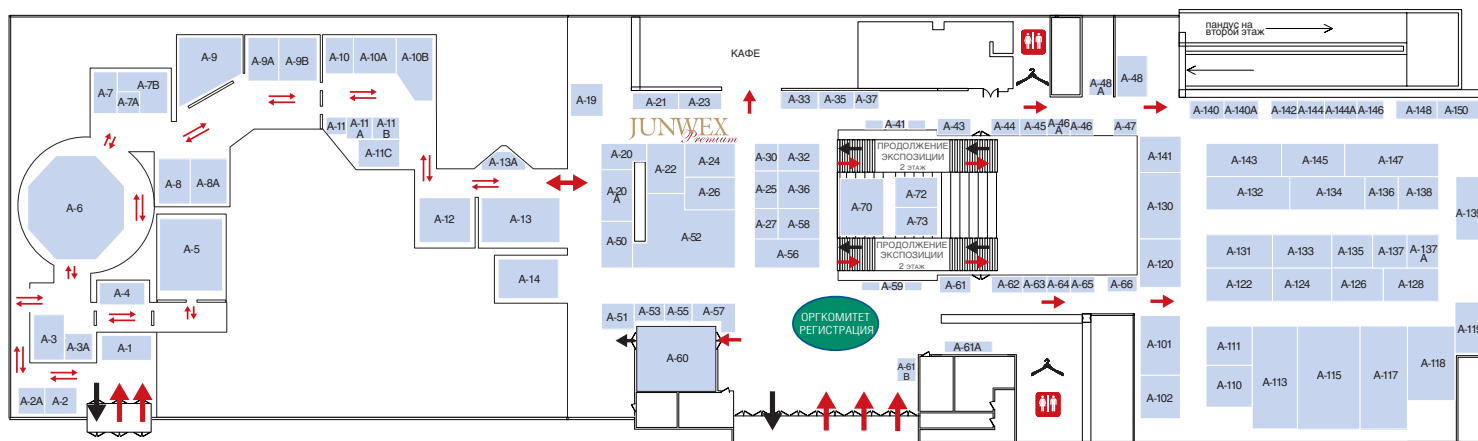 пандус на
второй этаж
КАФЕ
A-9
A-9A
A-9B
A-10
A-10A
A-10B
A-7
A-7B
A-7A
A-19
A-21
A-23
A-33
A-35
A-37
A-48
A
A-48
A-140
A-140A
A-142
A-144
A-144A
A-146
A-148
A-150
JUNWEX
Premium
A-11
A-11
A
A-11
B
A-11C
A-41
A-43
A-44
A-45
A-46
A
A-46
A-47
A-13A
A-20
A-22
A-24
A-30
A-32
ПРОДОЛЖЕНИЕ
ЭКСПОЗИЦИИ
2 ЭТАЖ
A-141
A-143
A-145
A-147
A-8
A-8A
A-20
A
A-26
A-25
A-36
A-72
A-132
A-134
A-136
A-138
A-6
A-12
A-13
A-70
A-73
A-130
A-139
A-27
A-58
A-5
A-50
A-52
A-56
ПРОДОЛЖЕНИЕ
ЭКСПОЗИЦИИ
2 ЭТАЖ
A-120
A-131
A-133
A-135
A-137
A-137
A
A-14
A-4
A-59
A-61
A-62
A-63
A-64
A-65
A-66
A-122
A-124
A-126
A-128
A-51
A-53
A-55
A-57
ОРГКОМИТЕТ
РЕГИСТРАЦИЯ
A-3
A-3A
A-1
A-60
A-61A
A-61
B
A-101
A-111
A-119
A-118
A-110
A-113
A-115
A-117
A-2A
A-2
A-102